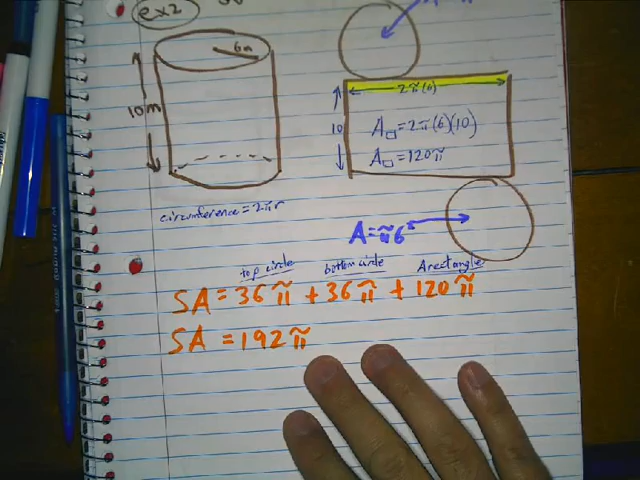 ex2
6m
10m
2π(6)
10
A□=2π(6)(10)
A□=120π
circumference=2πr
A=π6²
top circle bottom circle A rectangle
SA=36π+36π+120π
SA=192π